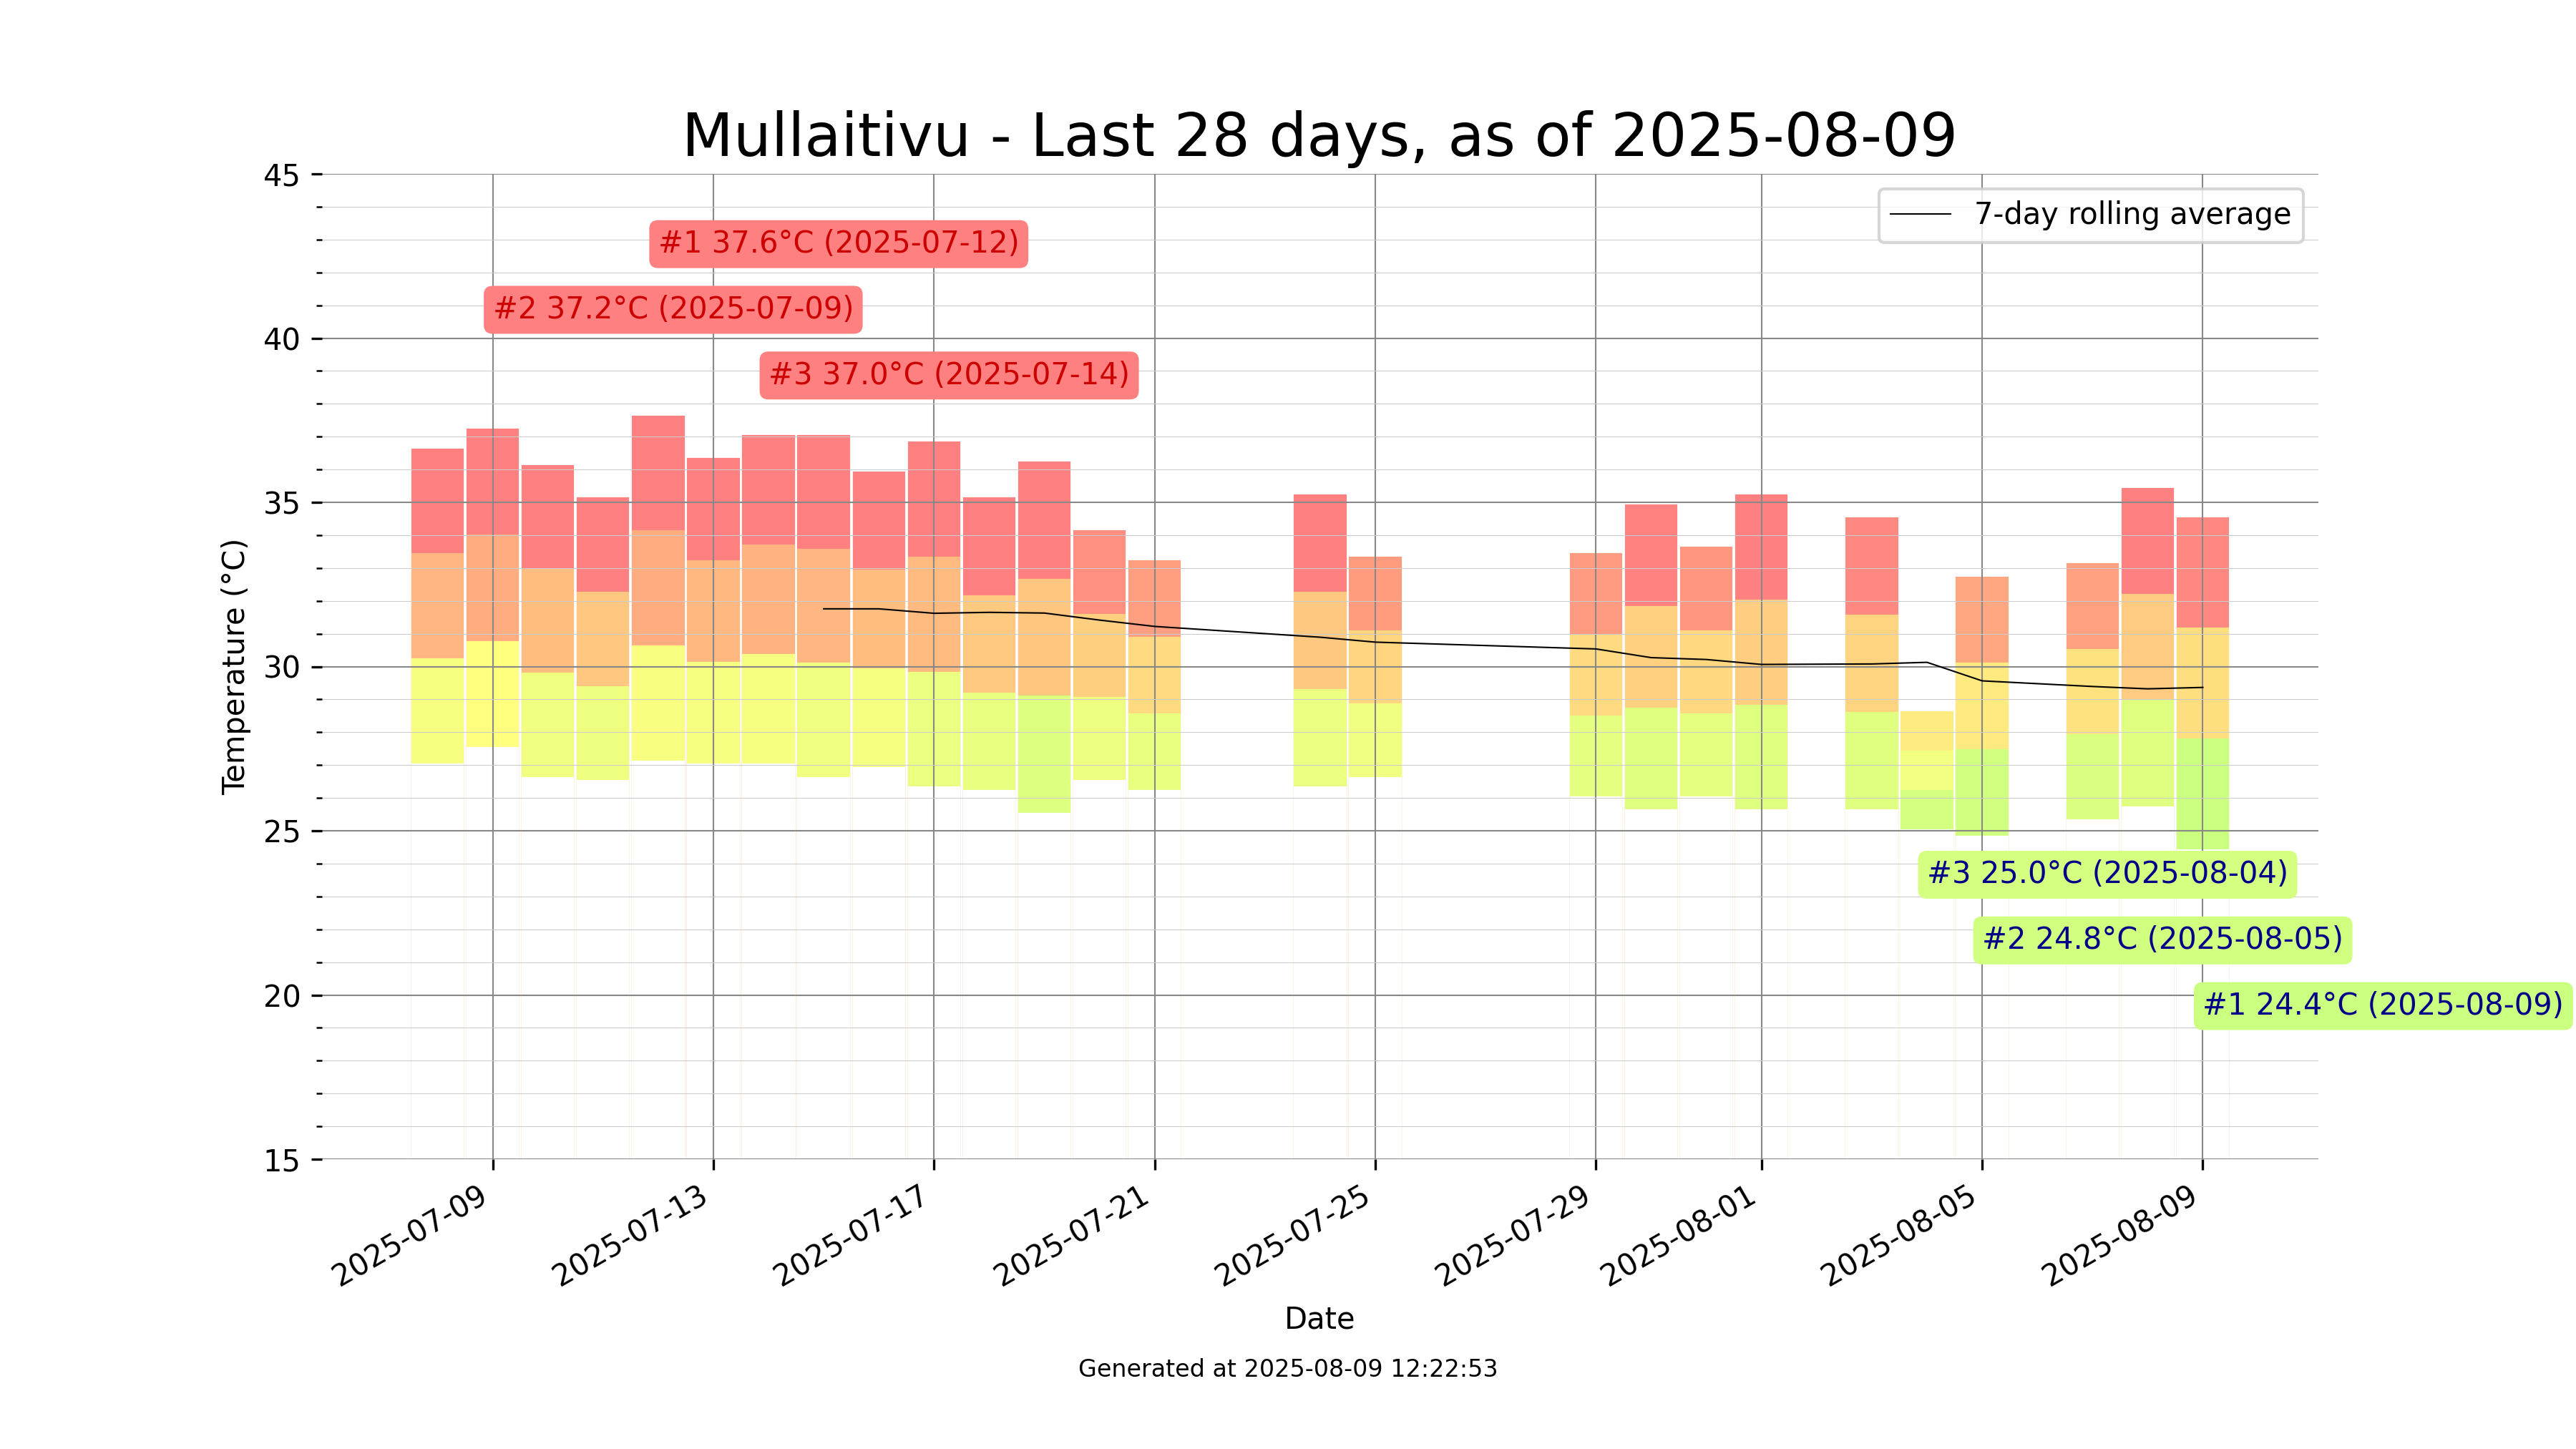 Mullaitivu - Last 28 days, as of 2025-08-09
45
7-day rolling average
#1 37.6°C (2025-07-12)
#2 37.2°C (2025-07-09)
40
#3 37.0°C (2025-07-14)
35
Temperature (°C)
30
25
#3 25.0°C (2025-08-04)
#2 24.8°C (2025-08-05)
20
#1 24.4°C (2025-08-09)
15
2025-07-09
2025-07-13
2025-07-17
2025-07-21
2025-07-25
2025-07-29
2025-08-01
2025-08-05
2025-08-09
Date
Generated at 2025-08-09 12:22:53